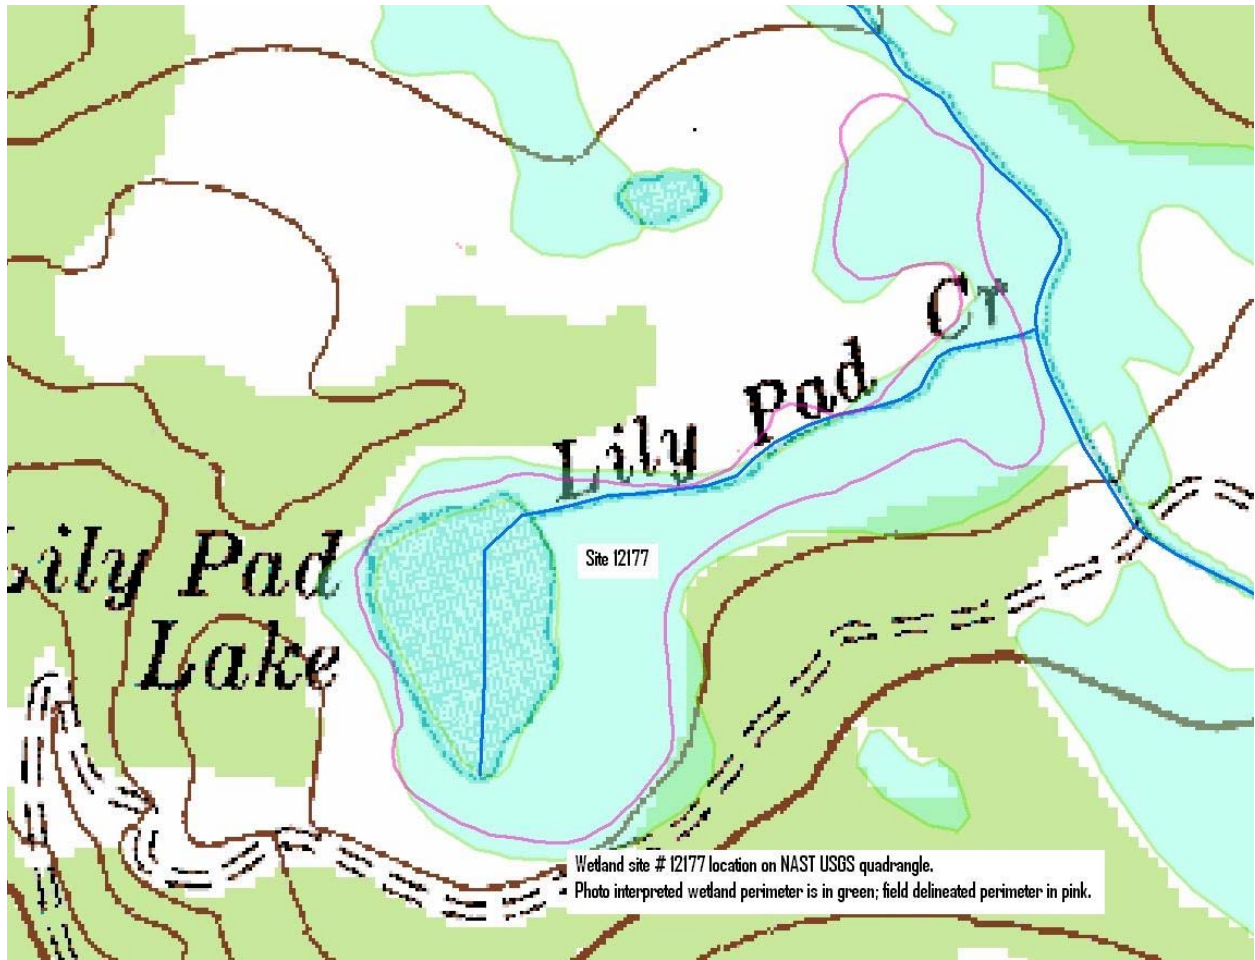 Lily Pad Cr
Lily Pad
Lake
Site 12177
Wetland site # 12177 location on NAST USGS quadrangle.
Photo interpreted wetland perimeter is in green; field delineated perimeter in pink.